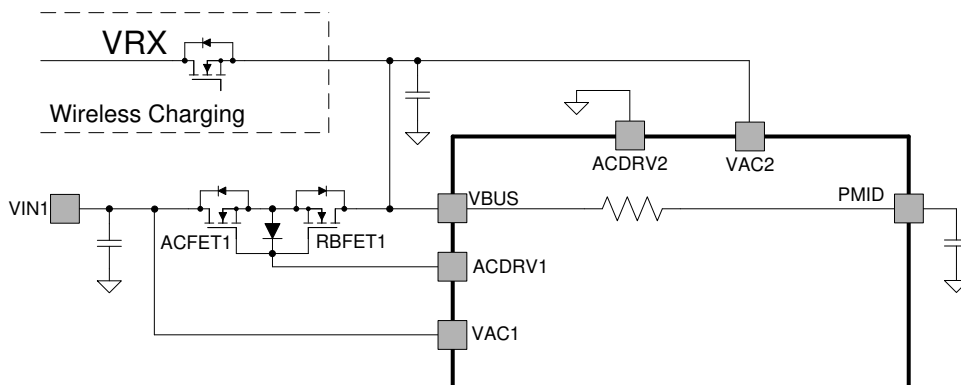 VRX
Wireless Charging
ACDRV2
VAC2
VIN1
ACFET1
RBFET1
VBUS
PMID
ACDRV1
VAC1